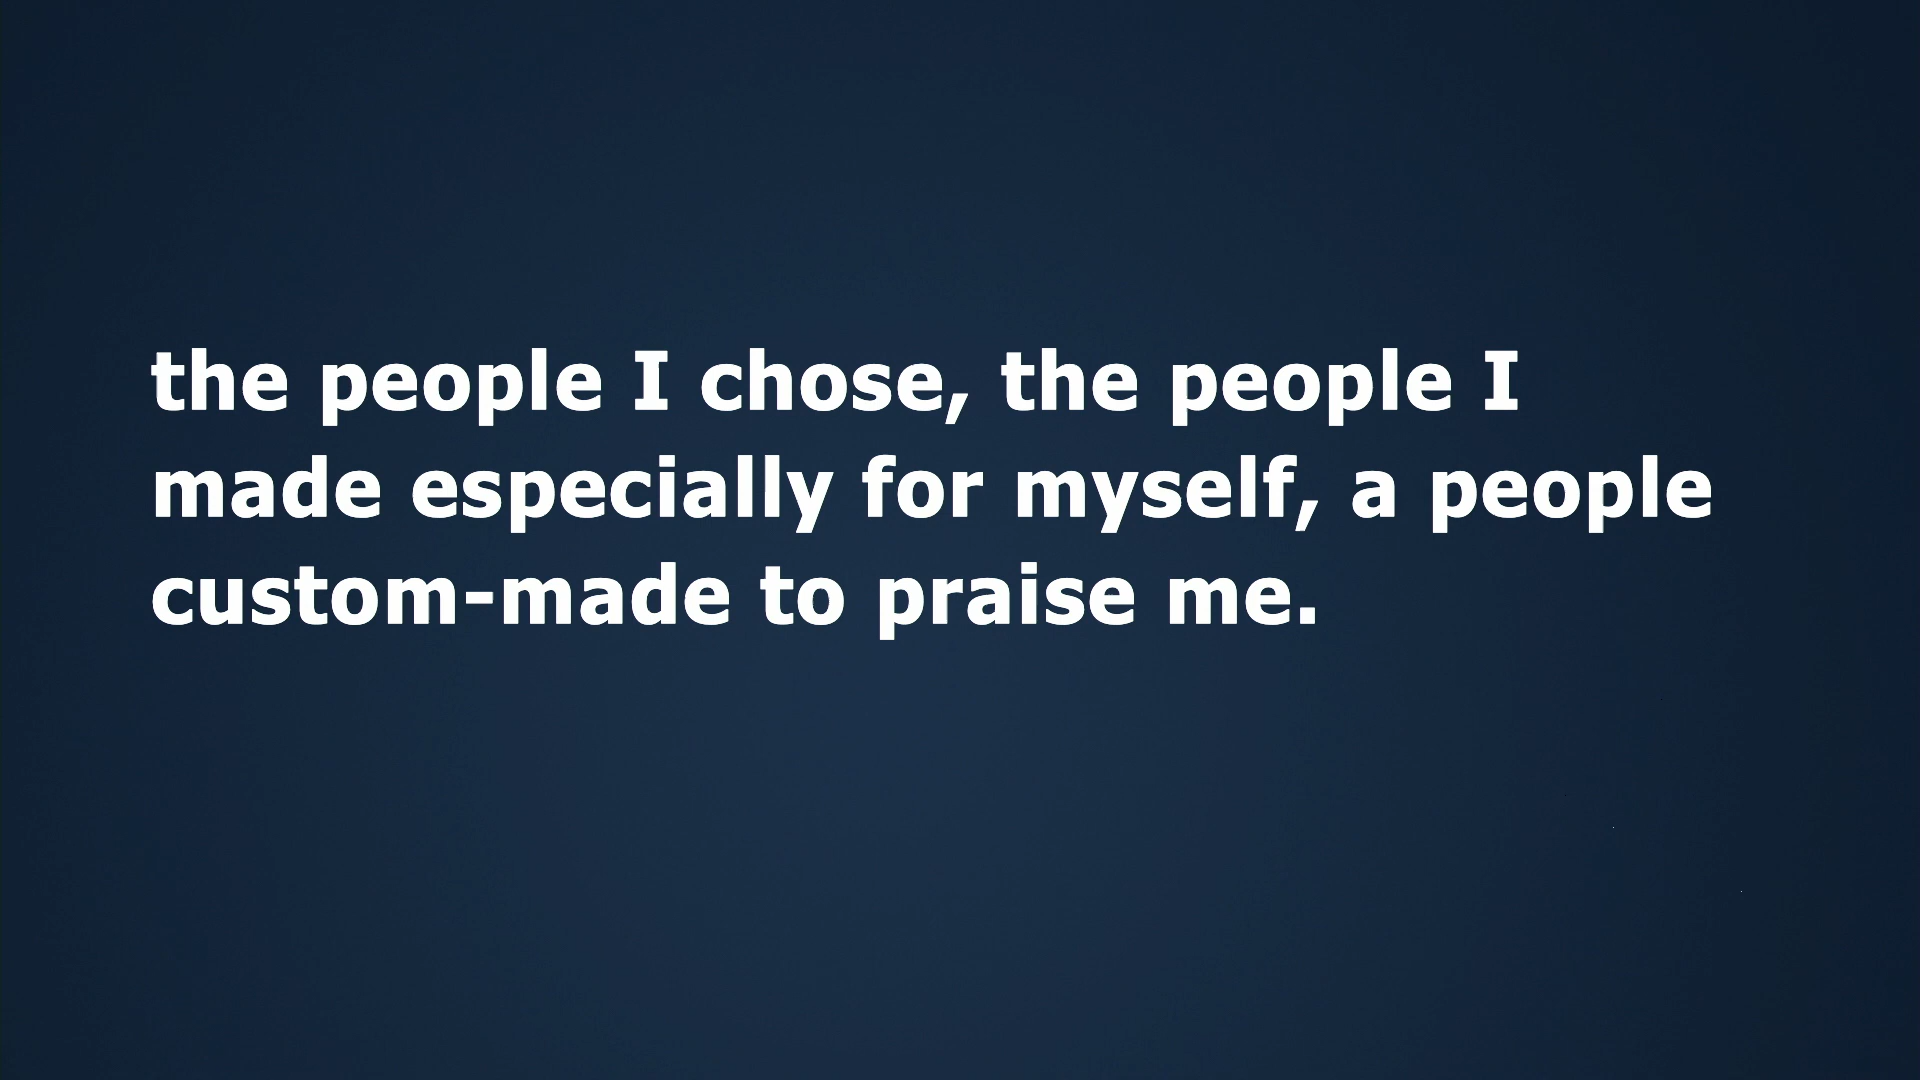 the people I chose, the people I
made especially for myself, a people
custom-made to praise me.